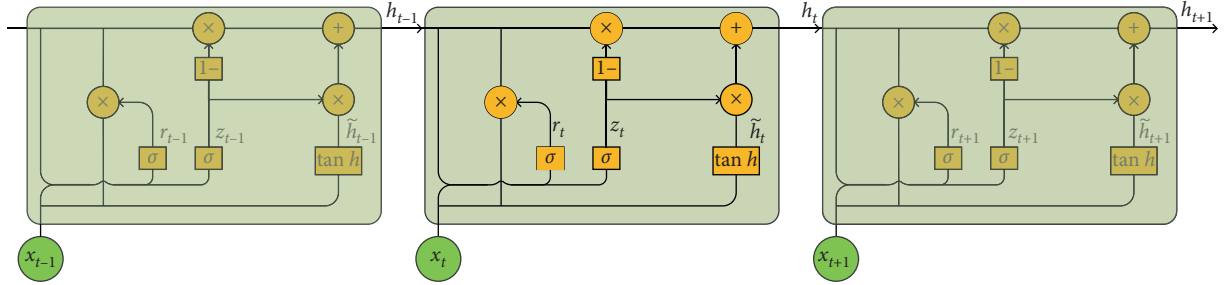 h_{t–1} h_t h_{t+1}
× + × + × +
1– 1– 1–
× × × × × ×
r_{t–1} z_{t–1} h̃_{t–1} r_t z_t h̃_t r_{t+1} z_{t+1} h̃_{t+1}
σ σ tan h σ σ tan h σ σ tan h
x_{t–1} x_t x_{t+1}